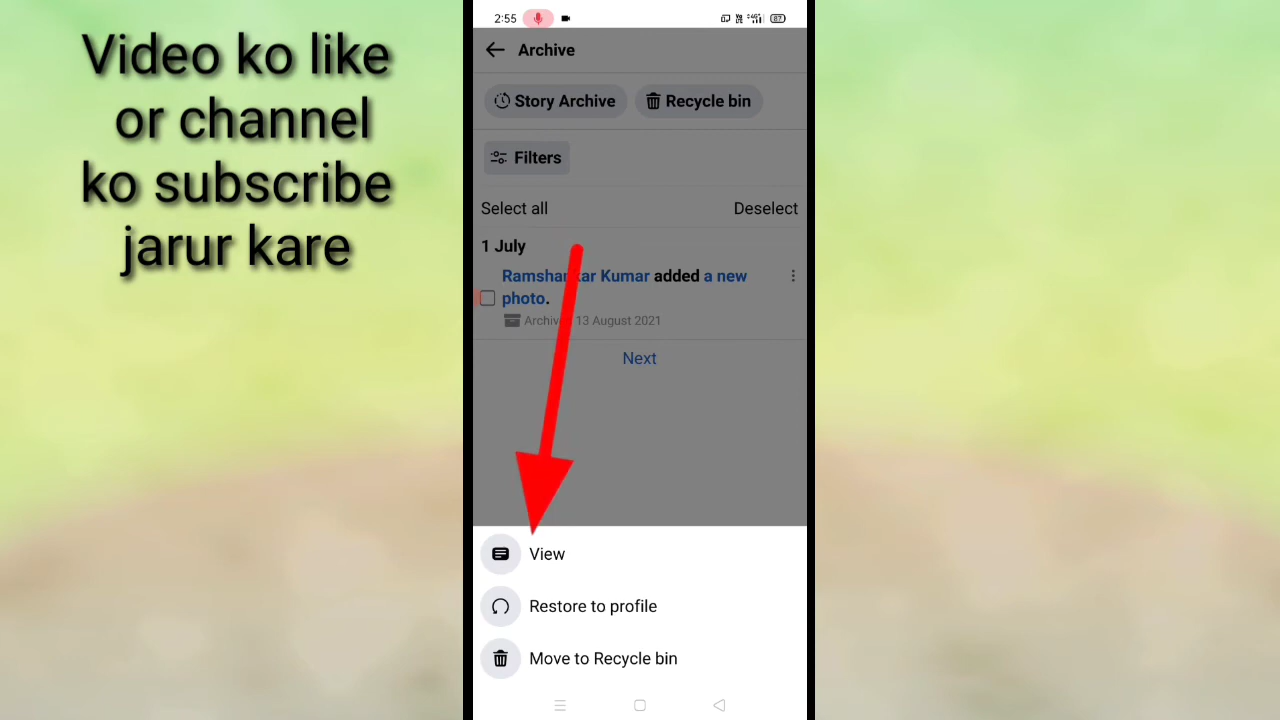 Video ko like
or channel
ko subscribe
jarur kare
2:55
87
Archive
Story Archive
Recycle bin
Filters
Select all
Deselect
1 July
Ramshankar Kumar added a new
photo.
13 August 2021
Next
View
Restore to profile
Move to Recycle bin